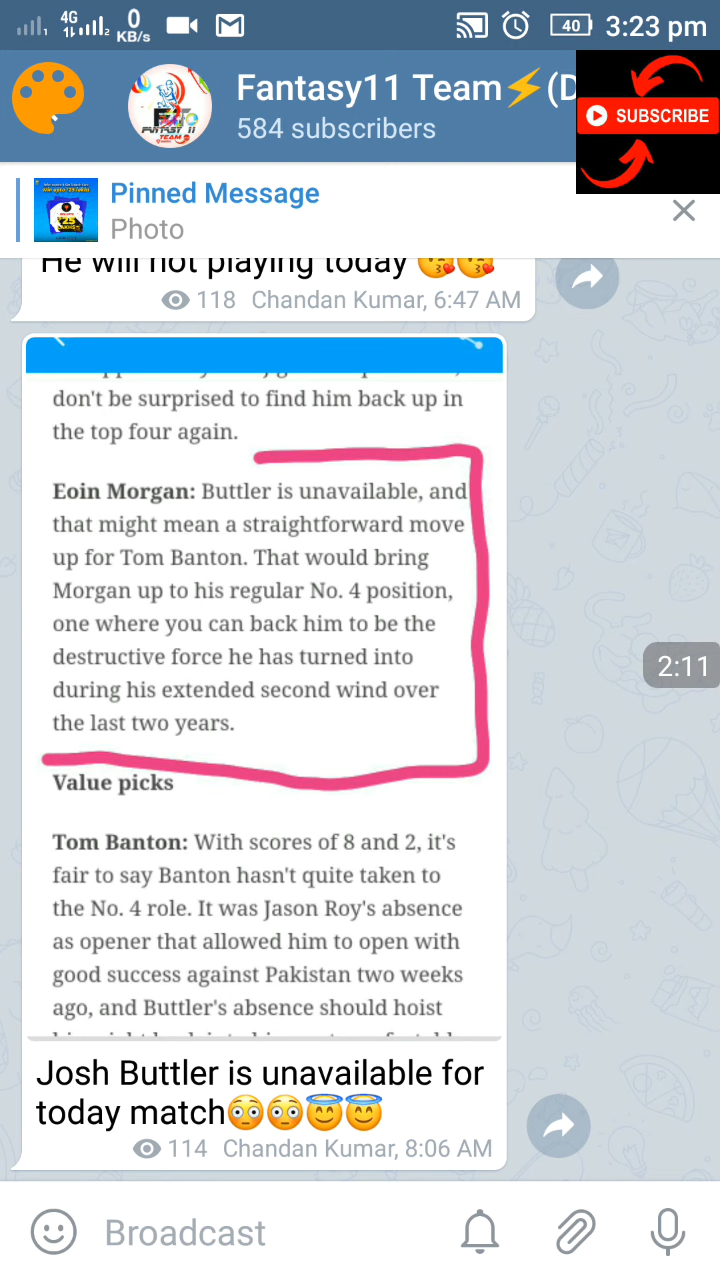 4G 0 KB/s 40 3:23 pm
Fantasy11 Team⚡(D
584 subscribers
SUBSCRIBE
Pinned Message
Photo
He will not playing today 😘😘
118 Chandan Kumar, 6:47 AM
don't be surprised to find him back up in
the top four again.
Eoin Morgan: Buttler is unavailable, and
that might mean a straightforward move
up for Tom Banton. That would bring
Morgan up to his regular No. 4 position,
one where you can back him to be the
destructive force he has turned into
during his extended second wind over
the last two years.
2:11
Value picks
Tom Banton: With scores of 8 and 2, it's
fair to say Banton hasn't quite taken to
the No. 4 role. It was Jason Roy's absence
as opener that allowed him to open with
good success against Pakistan two weeks
ago, and Buttler's absence should hoist
Josh Buttler is unavailable for
today match😳😳😇😇
114 Chandan Kumar, 8:06 AM
Broadcast